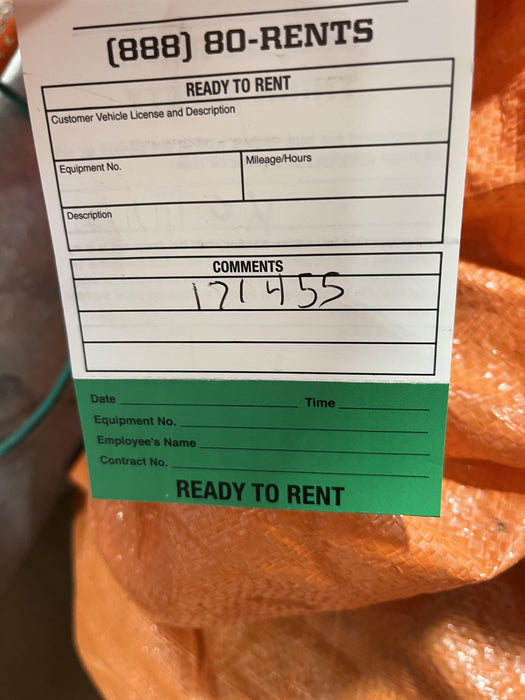 (888) 80-RENTS
READY TO RENT
Customer Vehicle License and Description
Equipment No.
Mileage/Hours
Description
COMMENTS
171455
Date
Time
Equipment No.
Employee's Name
Contract No.
READY TO RENT